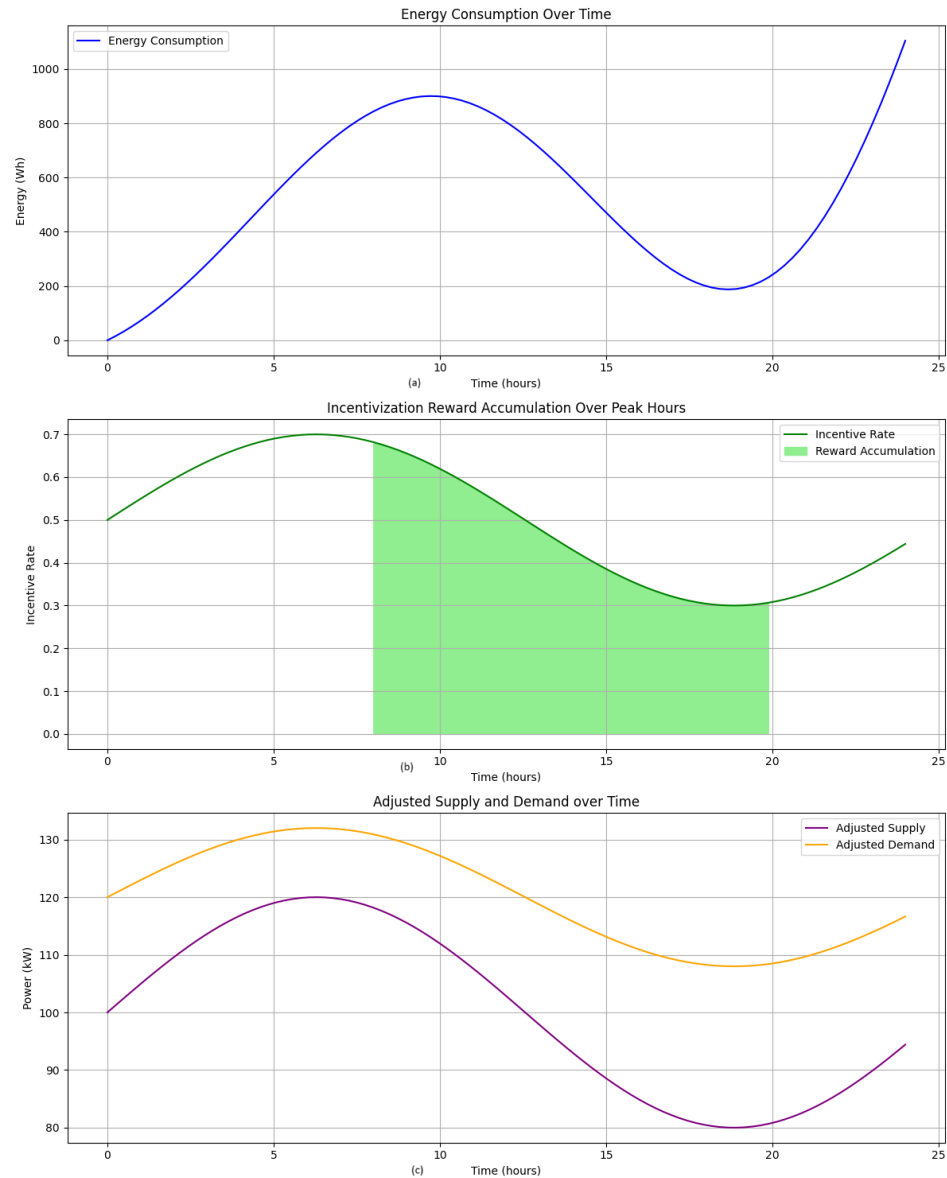 Energy Consumption Over Time
Energy Consumption
1000
800
600
400
200
0
Energy (Wh)
0 5 10 15 20 25
(a) Time (hours)
Incentivization Reward Accumulation Over Peak Hours
Incentive Rate
Reward Accumulation
0.7
0.6
0.5
0.4
0.3
0.2
0.1
0.0
Incentive Rate
0 5 10 15 20 25
(b) Time (hours)
Adjusted Supply and Demand over Time
Adjusted Supply
Adjusted Demand
130
120
110
100
90
80
Power (kW)
0 5 10 15 20 25
(c) Time (hours)